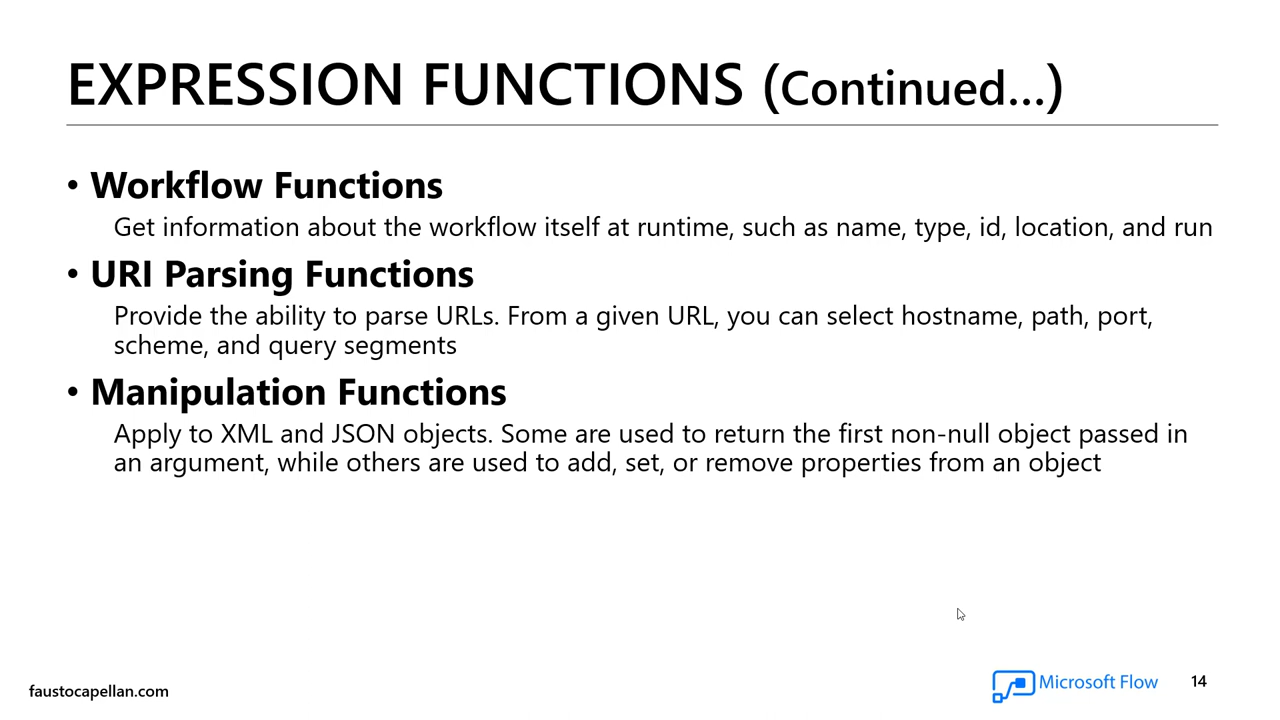 EXPRESSION FUNCTIONS (Continued...)
• Workflow Functions
Get information about the workflow itself at runtime, such as name, type, id, location, and run
• URI Parsing Functions
Provide the ability to parse URLs. From a given URL, you can select hostname, path, port,
scheme, and query segments
• Manipulation Functions
Apply to XML and JSON objects. Some are used to return the first non-null object passed in
an argument, while others are used to add, set, or remove properties from an object
faustocapellan.com
Microsoft Flow
14